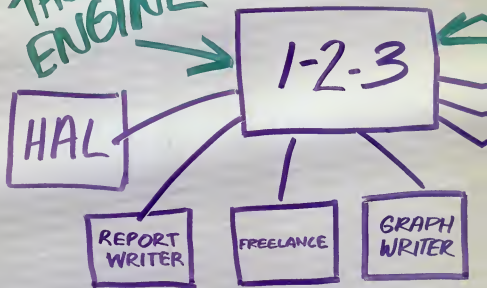 ENGINE
1-2-3
HAL
REPORT
WRITER
FREELANCE
GRAPH
WRITER